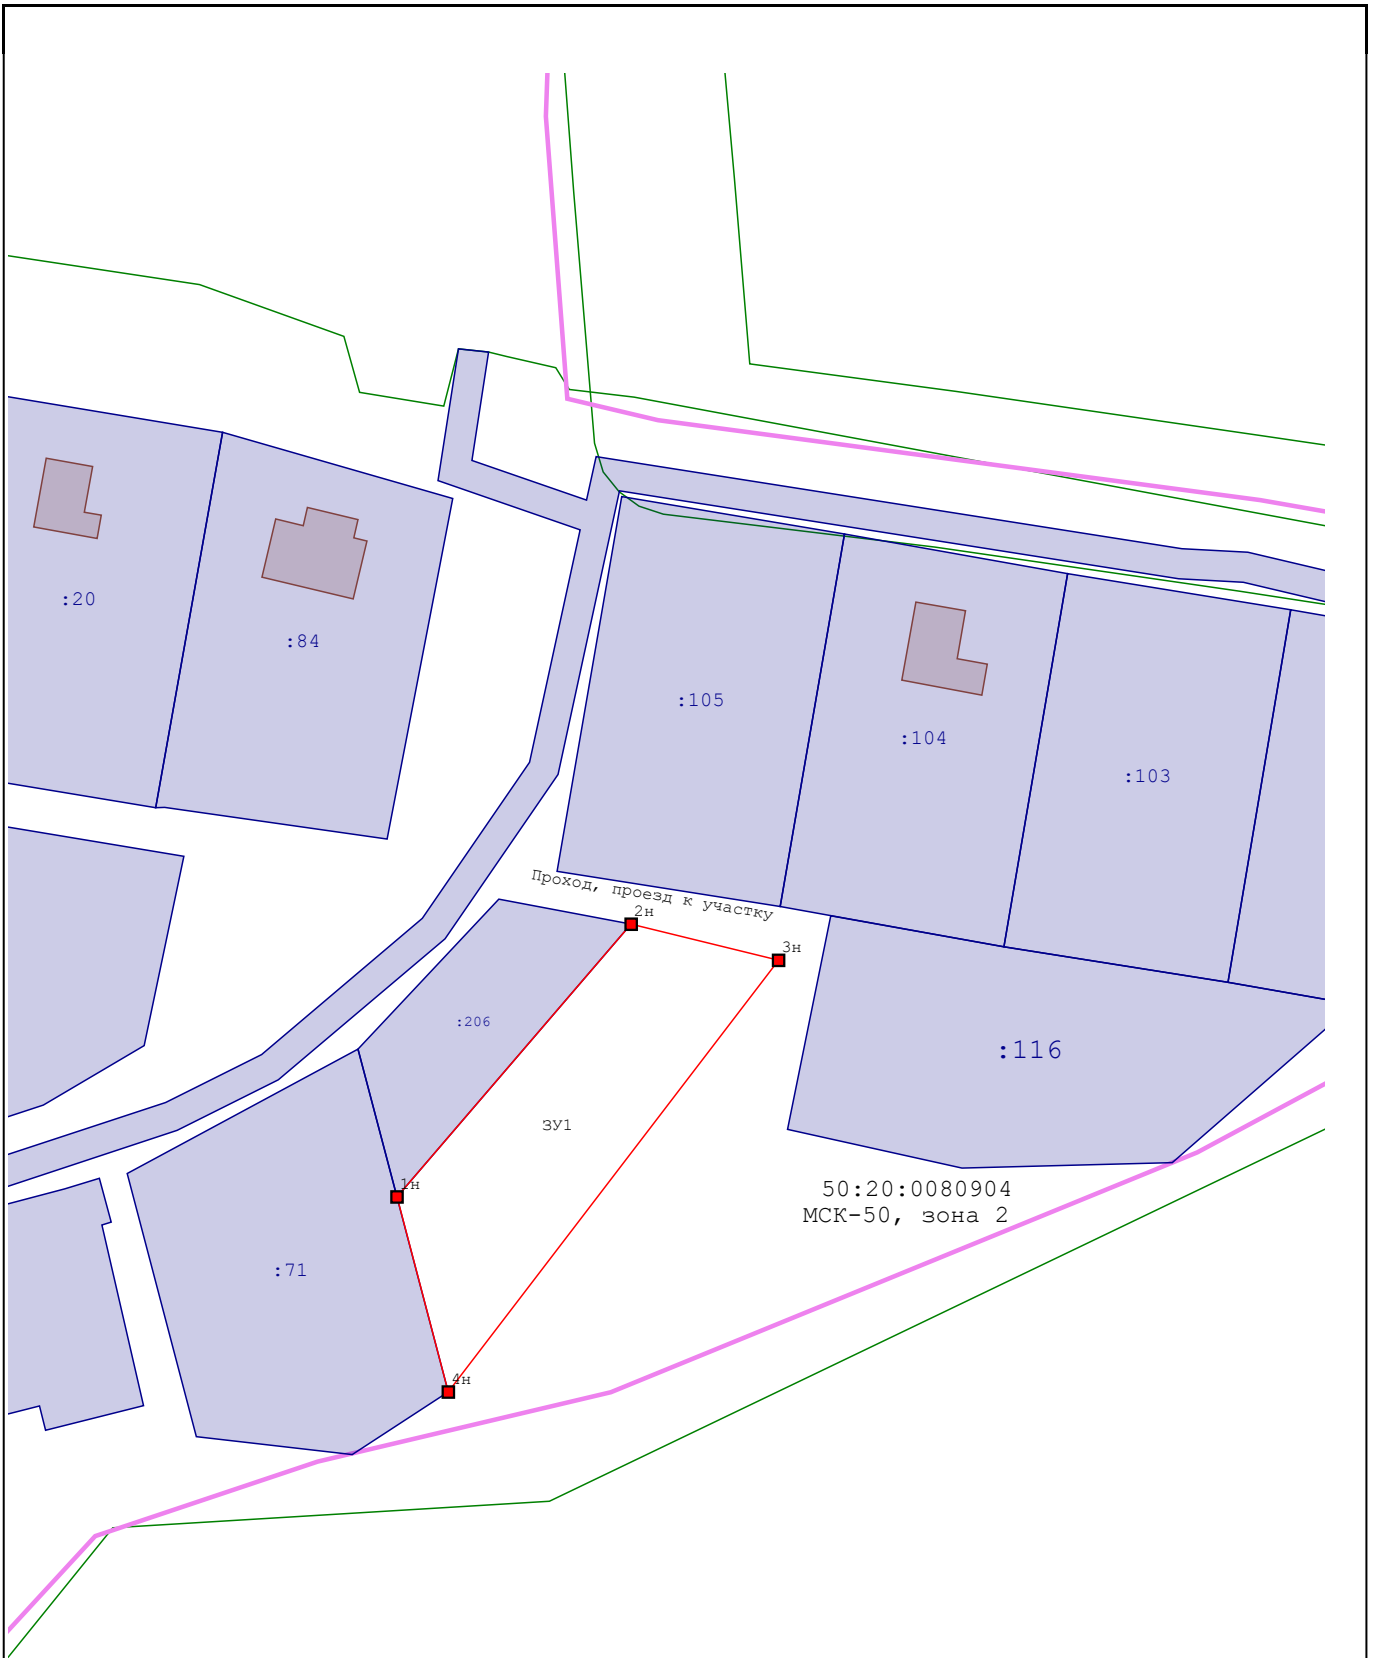 :20
:84
:105
:104
:103
Проход, проезд к участку
2н
3н
:206
:116
ЗУ1
1н
50:20:0080904
МСК-50, зона 2
:71
4н